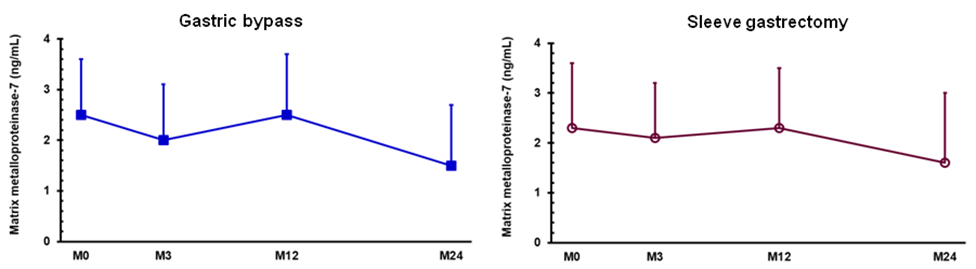 Gastric bypass
Matrix metalloproteinase-7 (ng/mL)
4
3
2
1
0
M0 M3 M12 M24
Sleeve gastrectomy
Matrix metalloproteinase-7 (ng/mL)
4
3
2
1
0
M0 M3 M12 M24